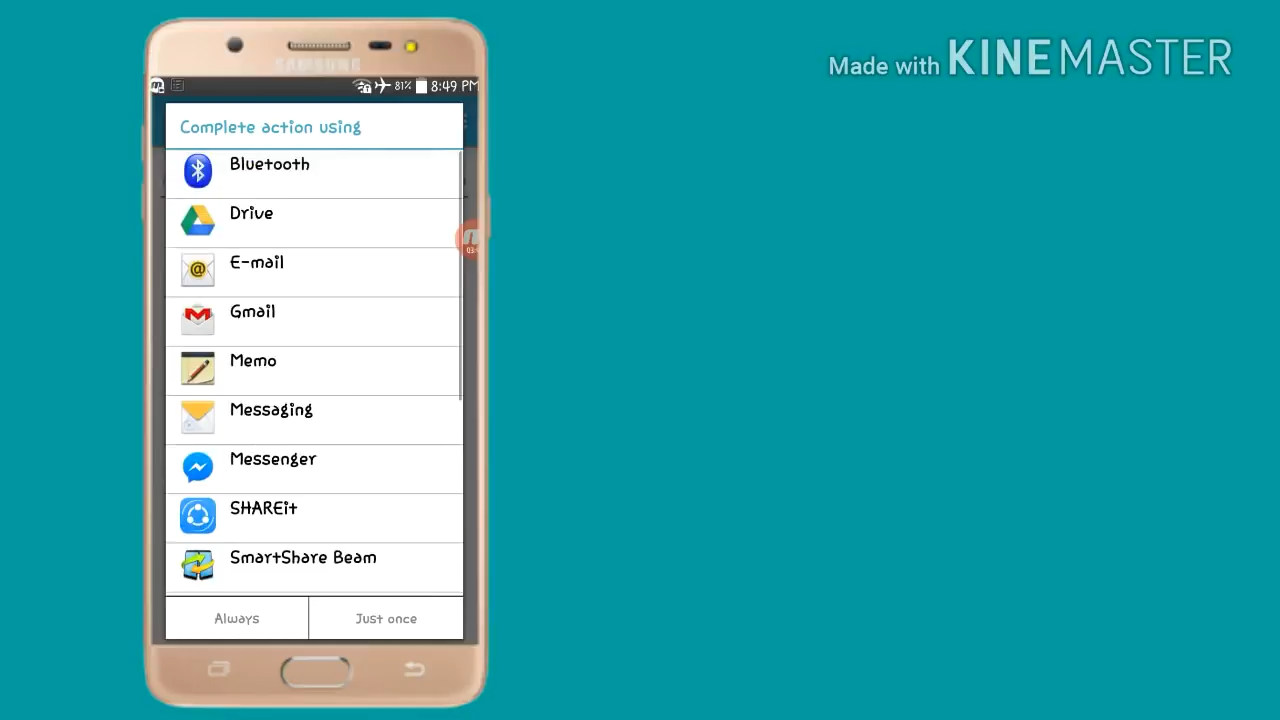 Made with KINEMASTER
SAMSUNG
81% 8:49 PM
Complete action using
Bluetooth
Drive
E-mail
Gmail
Memo
Messaging
Messenger
SHAREit
SmartShare Beam
Always
Just once